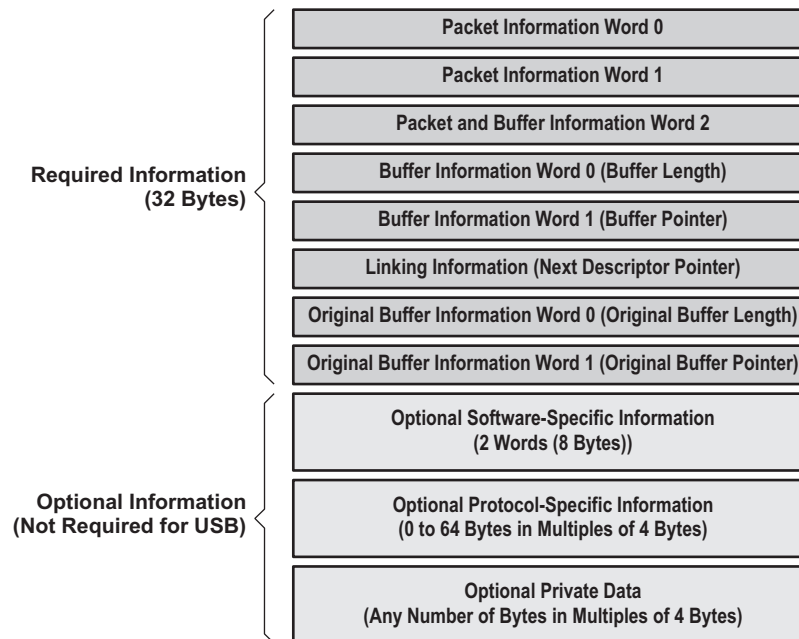 Packet Information Word 0
Packet Information Word 1
Packet and Buffer Information Word 2
Required Information
(32 Bytes)
Buffer Information Word 0 (Buffer Length)
Buffer Information Word 1 (Buffer Pointer)
Linking Information (Next Descriptor Pointer)
Original Buffer Information Word 0 (Original Buffer Length)
Original Buffer Information Word 1 (Original Buffer Pointer)
Optional Information
(Not Required for USB)
Optional Software-Specific Information
(2 Words (8 Bytes))
Optional Protocol-Specific Information
(0 to 64 Bytes in Multiples of 4 Bytes)
Optional Private Data
(Any Number of Bytes in Multiples of 4 Bytes)